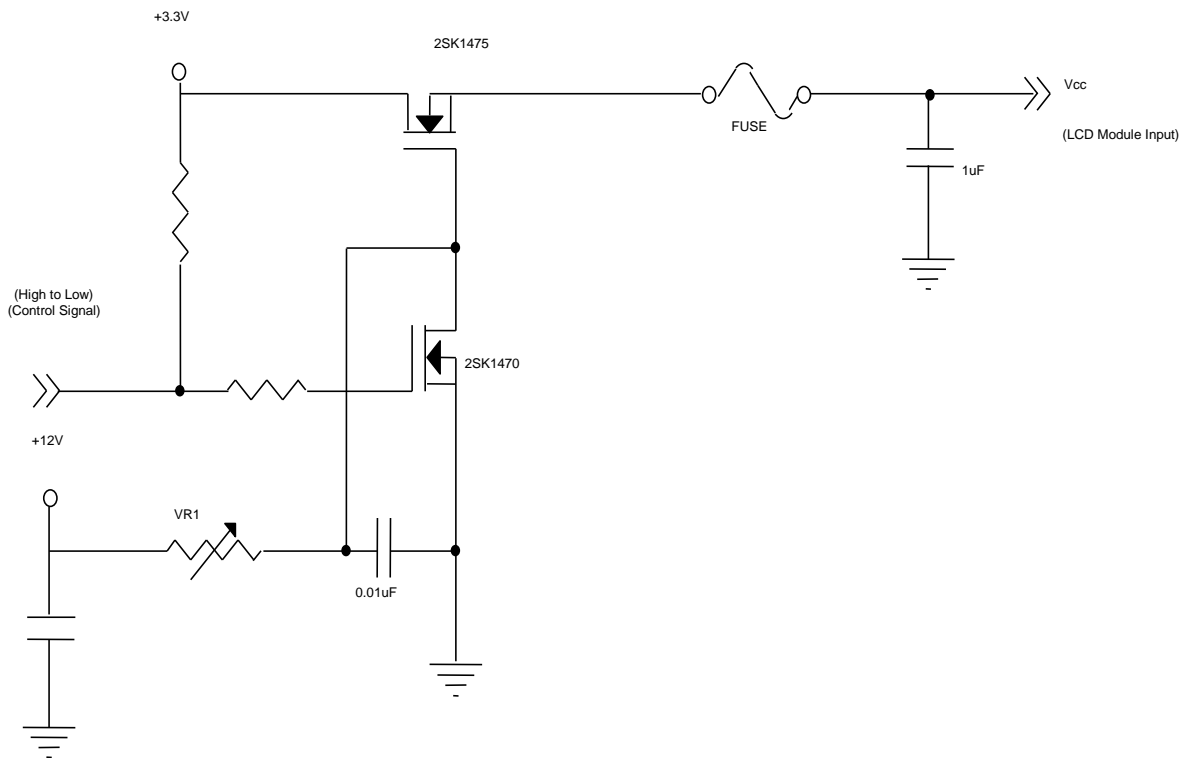 +3.3V
2SK1475
Vcc
FUSE
(LCD Module Input)
1uF
(High to Low)
(Control Signal)
2SK1470
+12V
VR1
0.01uF